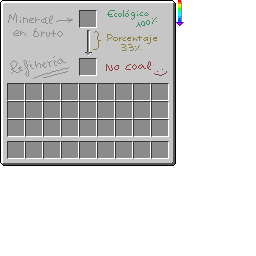 Mineral →
en bruto
Ecológico
100%
Porcentaje
33%
Refinería
No coal